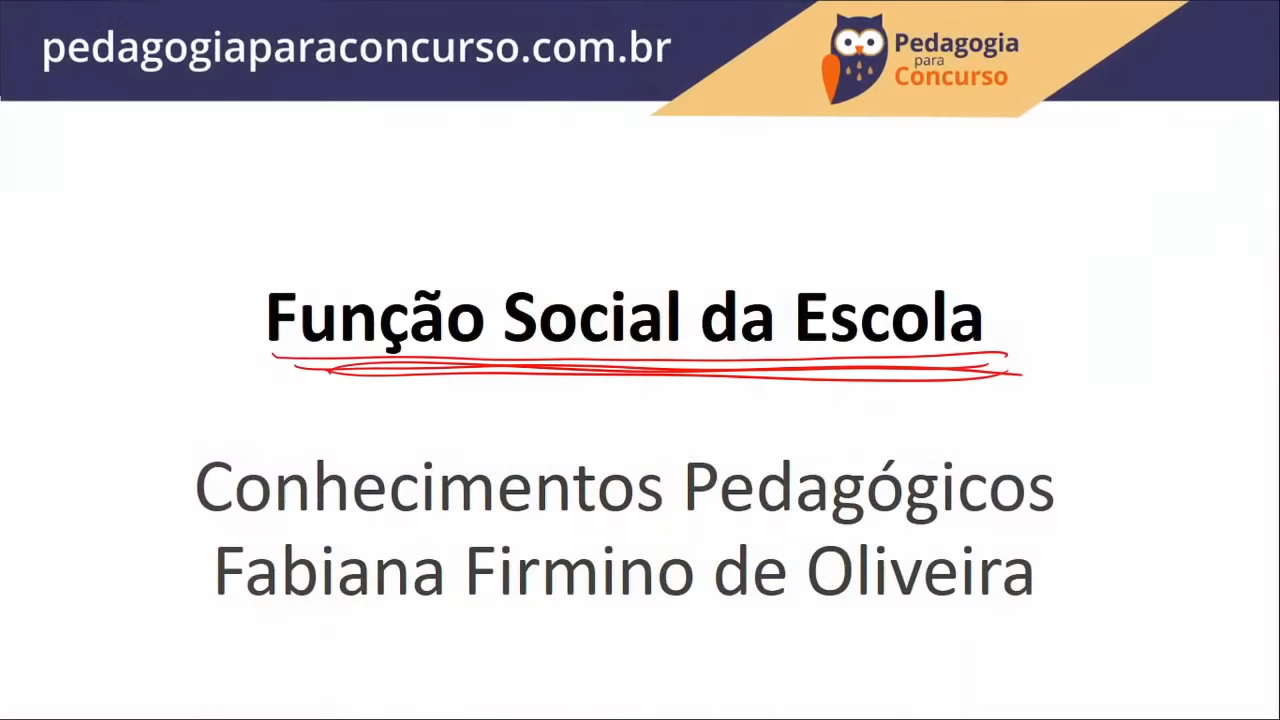 pedagogiaparaconcurso.com.br
Pedagogia
para
Concurso
Função Social da Escola
Conhecimentos Pedagógicos
Fabiana Firmino de Oliveira